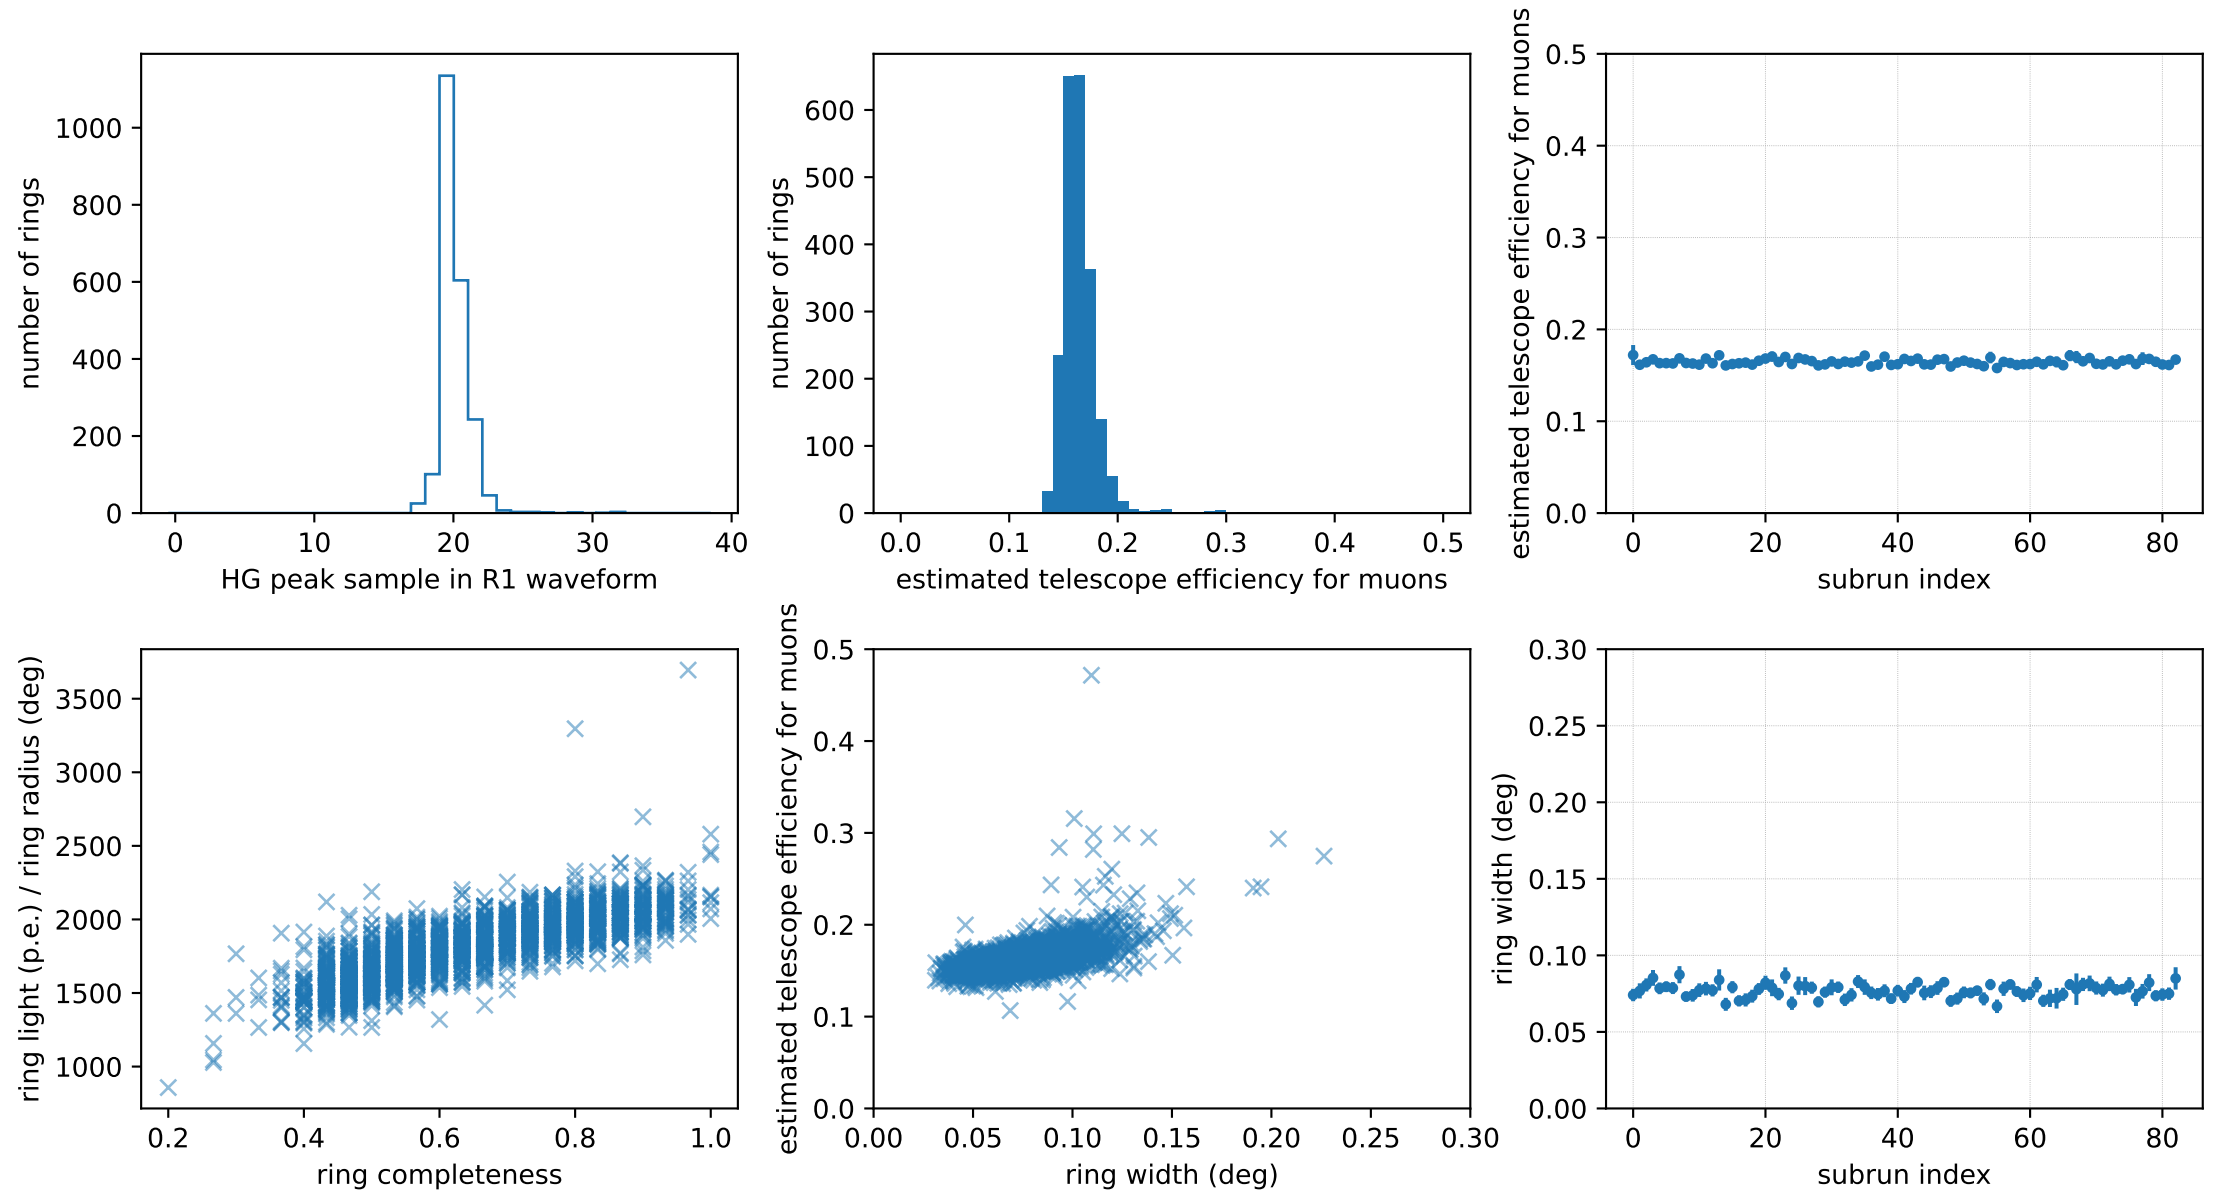 number of rings
1000
800
600
400
200
0
0 10 20 30 40
HG peak sample in R1 waveform
number of rings
600
500
400
300
200
100
0
0.0 0.1 0.2 0.3 0.4 0.5
estimated telescope efficiency for muons
estimated telescope efficiency for muons
0.5
0.4
0.3
0.2
0.1
0.0
0 20 40 60 80
subrun index
ring light (p.e.) / ring radius (deg)
3500
3000
2500
2000
1500
1000
0.2 0.4 0.6 0.8 1.0
ring completeness
estimated telescope efficiency for muons
0.5
0.4
0.3
0.2
0.1
0.0
0.00 0.05 0.10 0.15 0.20 0.25 0.30
ring width (deg)
ring width (deg)
0.30
0.25
0.20
0.15
0.10
0.05
0.00
0 20 40 60 80
subrun index